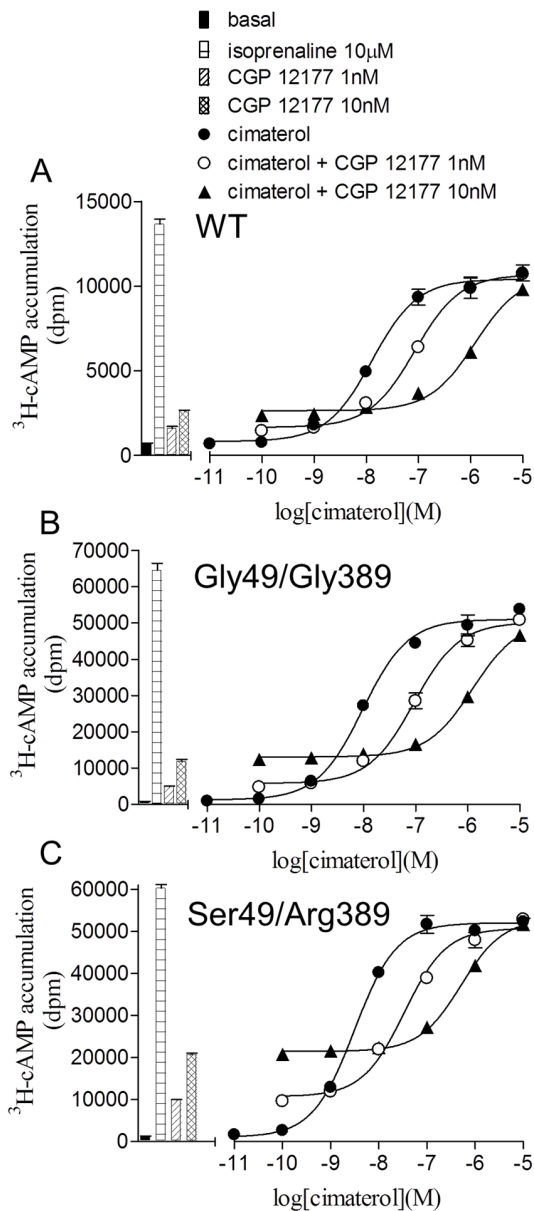 basal
isoprenaline 10μM
CGP 12177 1nM
CGP 12177 10nM
cimaterol
cimaterol + CGP 12177 1nM
cimaterol + CGP 12177 10nM
A
WT
³H-cAMP accumulation
(dpm)
15000
10000
5000
0
-11 -10 -9 -8 -7 -6 -5
log[cimaterol](M)
B
Gly49/Gly389
³H-cAMP accumulation
(dpm)
70000
60000
50000
40000
30000
20000
10000
0
-11 -10 -9 -8 -7 -6 -5
log[cimaterol](M)
C
Ser49/Arg389
³H-cAMP accumulation
(dpm)
60000
50000
40000
30000
20000
10000
0
-11 -10 -9 -8 -7 -6 -5
log[cimaterol](M)